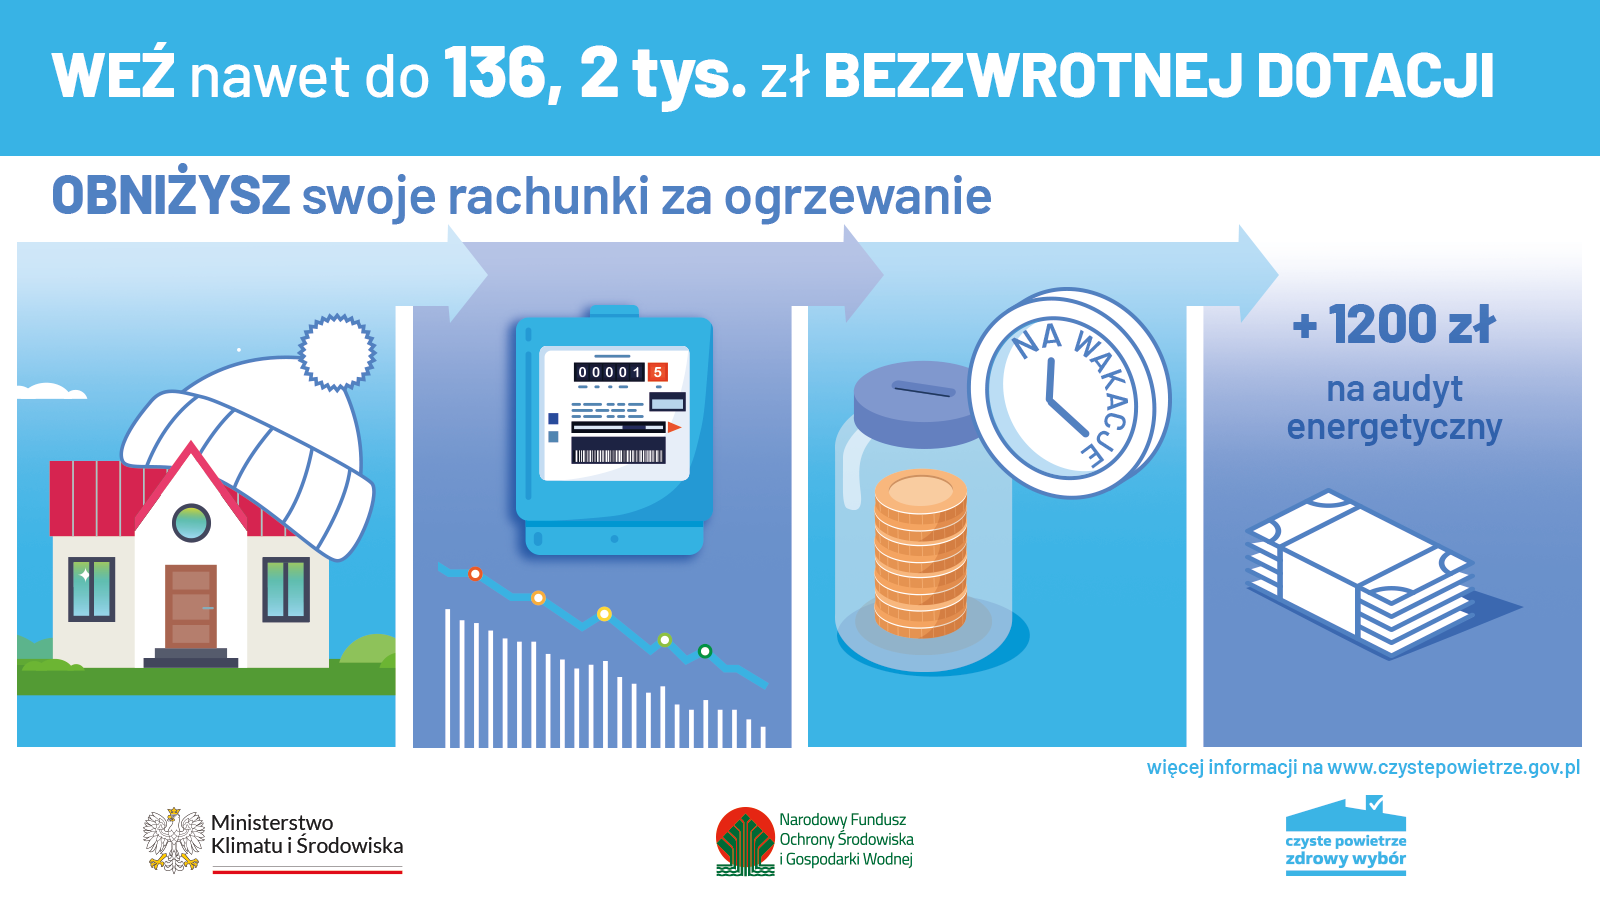 WEŹ nawet do 136, 2 tys. zł BEZZWROTNEJ DOTACJI
OBNIŻYSZ swoje rachunki za ogrzewanie
00001 5
NA WAKACJE
+ 1200 zł
na audyt
energetyczny
więcej informacji na www.czystepowietrze.gov.pl
Ministerstwo
Klimatu i Środowiska
Narodowy Fundusz
Ochrony Środowiska
i Gospodarki Wodnej
czyste powietrze
zdrowy wybór